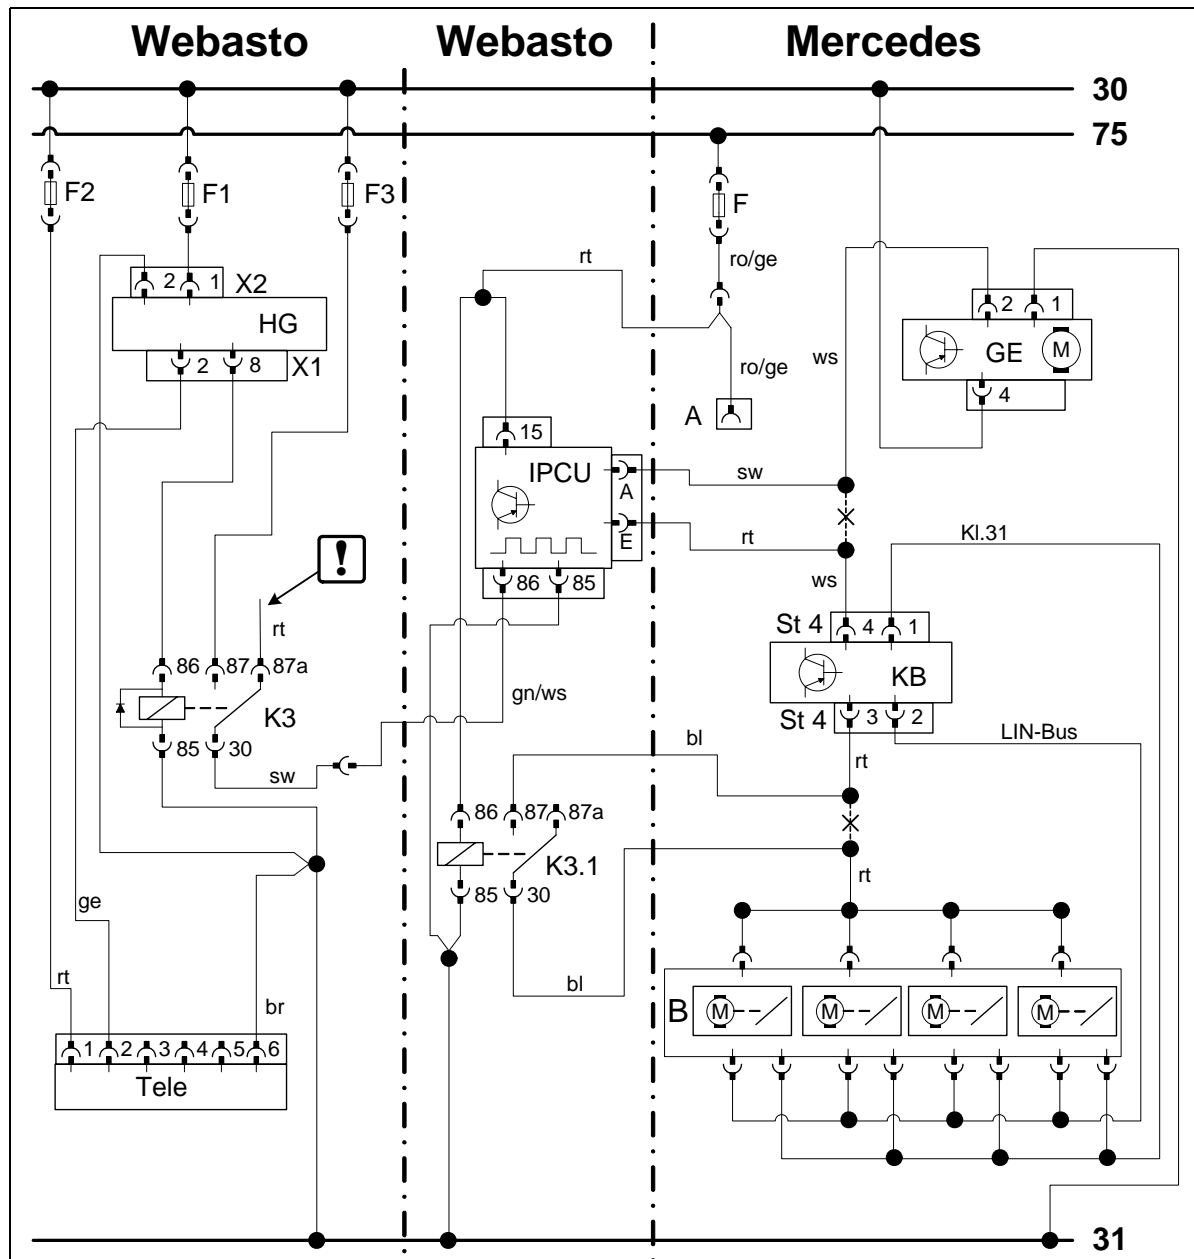 Webasto Webasto Mercedes
30
75
F2 F1 F3 F
ro/ge
rt
2 1 X2
2 1
HG
GE M
ws
2 8 X1
ro/ge
4
A
15
IPCU
sw
A
E
rt
Kl.31
!
86 85
ws
rt
St 4 4 1
86 87 87a
KB
gn/ws
K3
St 4 3 2
85 30
LIN-Bus
bl
sw
rt
86 87 87a
K3.1
rt
85 30
ge
rt
br
bl
B M M M M
1 2 3 4 5 6
Tele
31